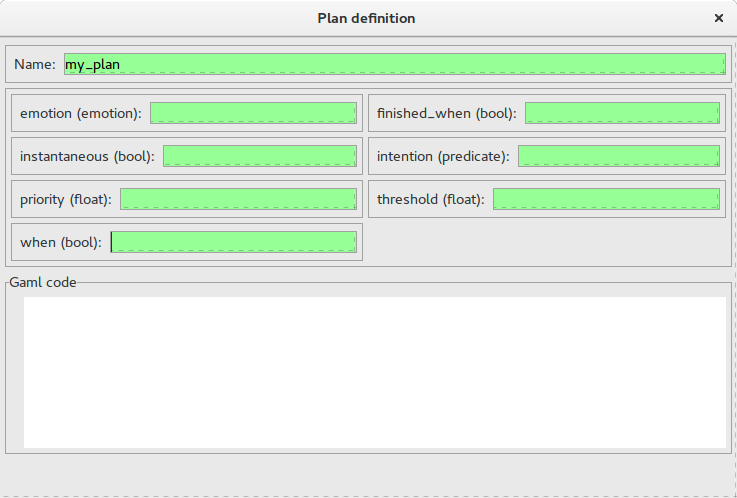 Plan definition
Name: my_plan
emotion (emotion): finished_when (bool):
instantaneous (bool): intention (predicate):
priority (float): threshold (float):
when (bool):
Gaml code